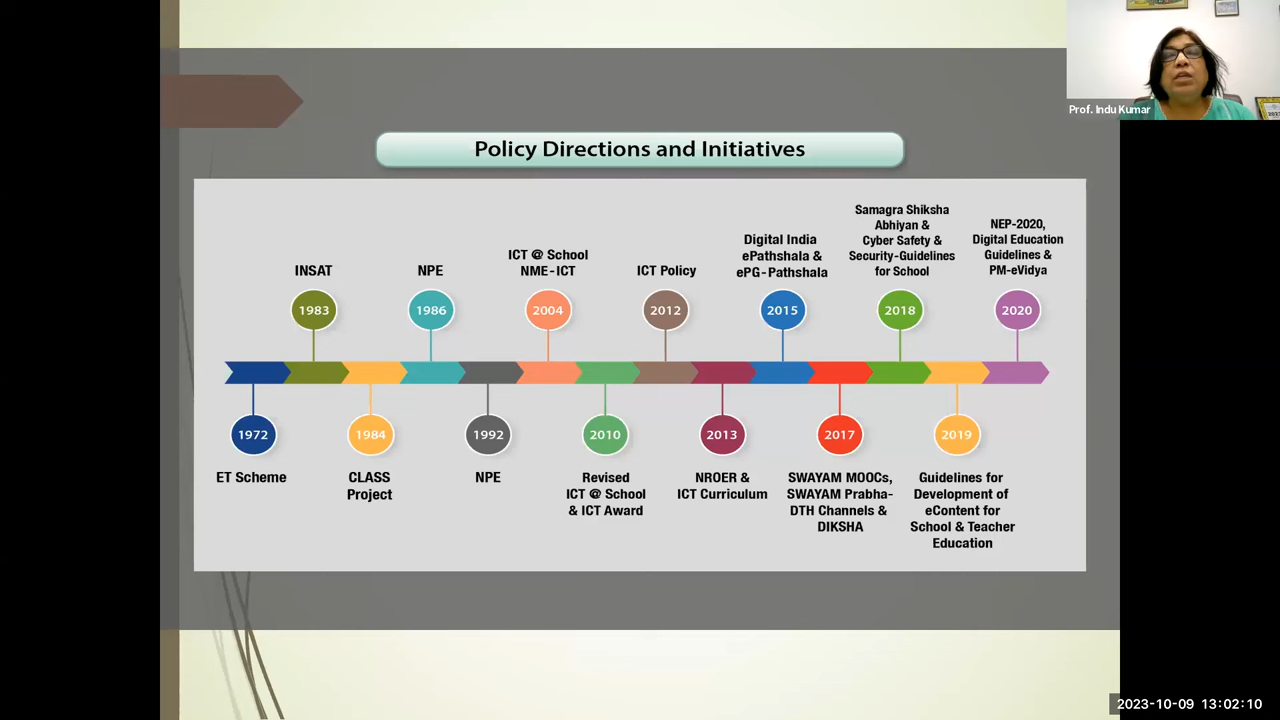 Prof. Indu Kumar
Policy Directions and Initiatives
INSAT
1983
NPE
1986
ICT @ School
NME-ICT
2004
ICT Policy
2012
Digital India
ePathshala &
ePG-Pathshala
2015
Samagra Shiksha
Abhiyan &
Cyber Safety &
Security-Guidelines
for School
2018
NEP-2020,
Digital Education
Guidelines &
PM-eVidya
2020
1972
ET Scheme
1984
CLASS
Project
1992
NPE
2010
Revised
ICT @ School
& ICT Award
2013
NROER &
ICT Curriculum
2017
SWAYAM MOOCs,
SWAYAM Prabha-
DTH Channels &
DIKSHA
2019
Guidelines for
Development of
eContent for
School & Teacher
Education
2023-10-09 13:02:10